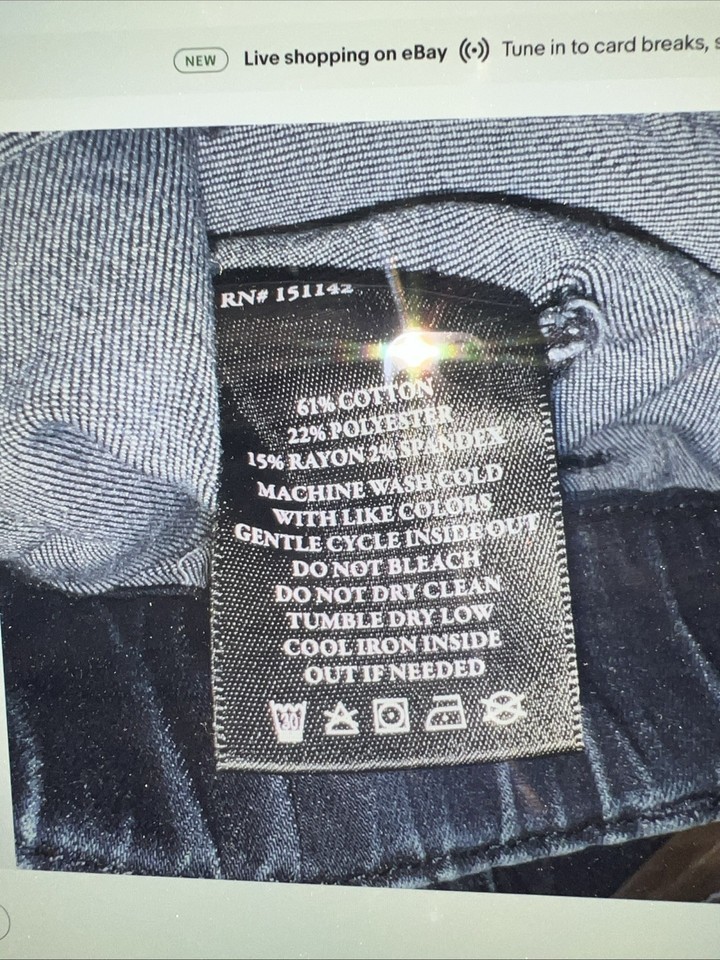 NEW Live shopping on eBay Tune in to card breaks, s
RN# 151142
61% COTTON
22% POLYESTER
15% RAYON 2% SPANDEX
MACHINE WASH COLD
WITH LIKE COLORS
GENTLE CYCLE INSIDE OUT
DO NOT BLEACH
DO NOT DRY CLEAN
TUMBLE DRY LOW
COOL IRON INSIDE
OUT IF NEEDED
30